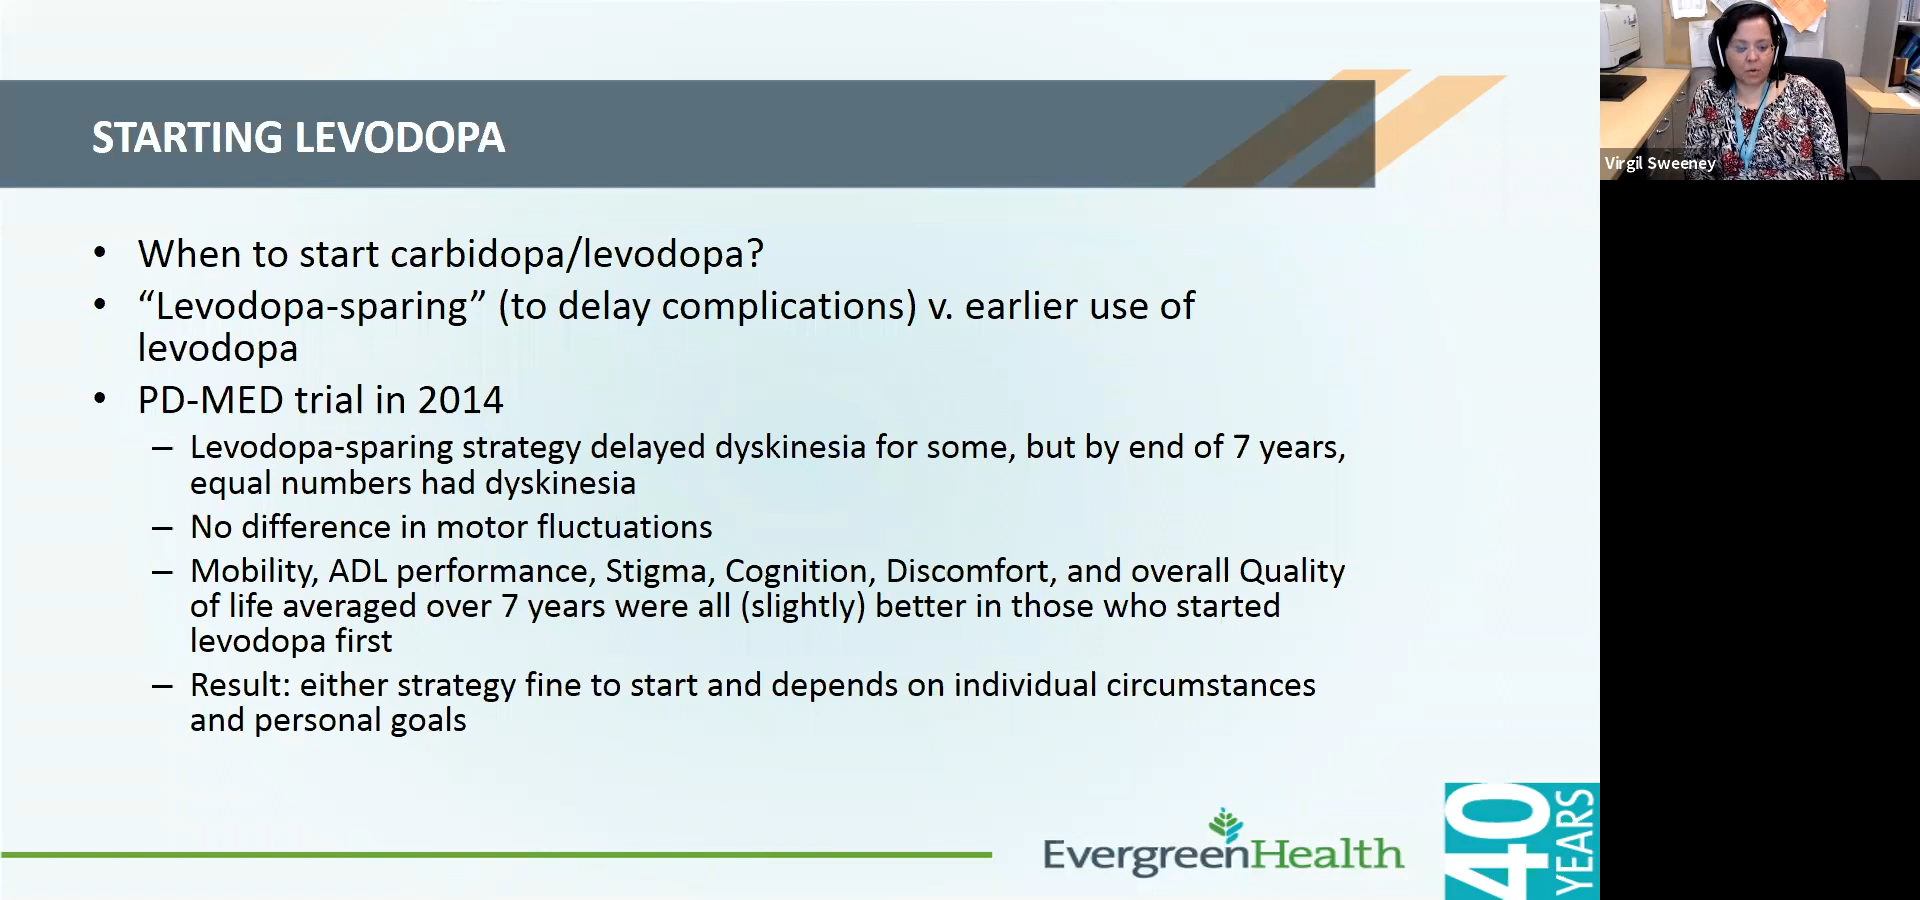 STARTING LEVODOPA
• When to start carbidopa/levodopa?
• “Levodopa-sparing” (to delay complications) v. earlier use of
levodopa
• PD-MED trial in 2014
– Levodopa-sparing strategy delayed dyskinesia for some, but by end of 7 years,
equal numbers had dyskinesia
– No difference in motor fluctuations
– Mobility, ADL performance, Stigma, Cognition, Discomfort, and overall Quality
of life averaged over 7 years were all (slightly) better in those who started
levodopa first
– Result: either strategy fine to start and depends on individual circumstances
and personal goals
EvergreenHealth
40
YEARS
Virgil Sweeney